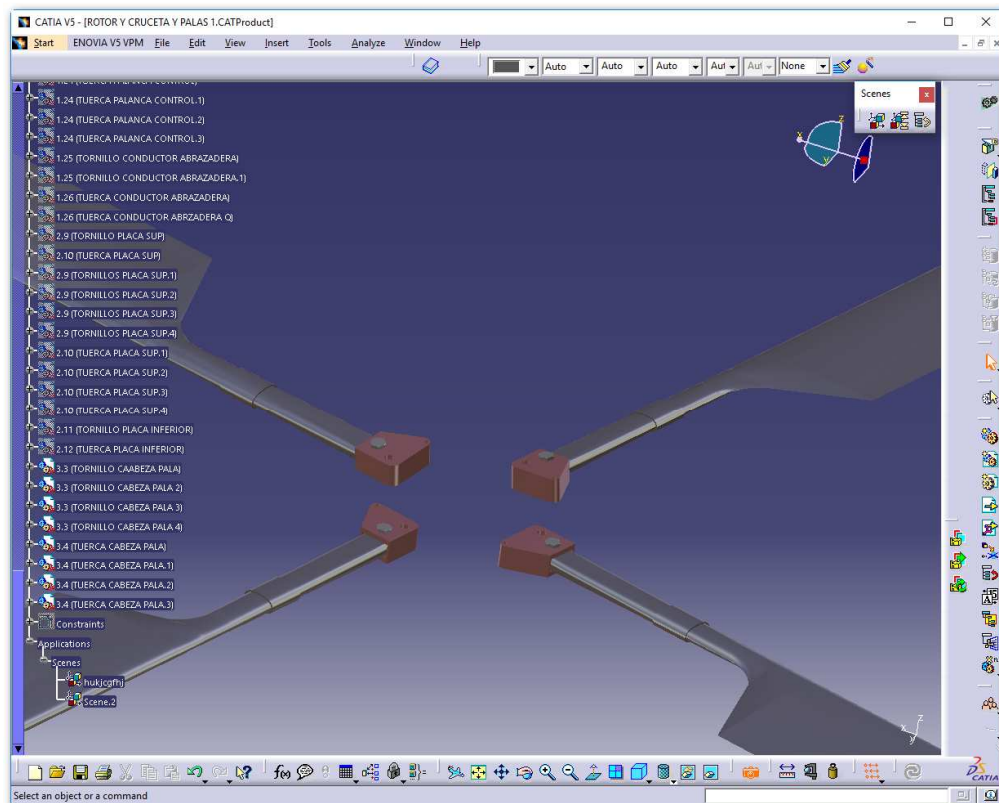 CATIA V5 - [ROTOR Y CRUCETA Y PALAS 1.CATProduct]
Start ENOVIA V5 VPM File Edit View Insert Tools Analyze Window Help
Auto Auto Auto Aut Aut None
Scenes x
1.24 (TUERCA PALANCA CONTROL)
1.24 (TUERCA PALANCA CONTROL.1)
1.24 (TUERCA PALANCA CONTROL.2)
1.24 (TUERCA PALANCA CONTROL.3)
1.25 (TORNILLO CONDUCTOR ABRAZADERA)
1.25 (TORNILLO CONDUCTOR ABRAZADERA.1)
1.26 (TUERCA CONDUCTOR ABRAZADERA)
1.26 (TUERCA CONDUCTOR ABRZADERA QJ)
2.9 (TORNILLO PLACA SUP)
2.10 (TUERCA PLACA SUP)
2.9 (TORNILLOS PLACA SUP.1)
2.9 (TORNILLOS PLACA SUP.2)
2.9 (TORNILLOS PLACA SUP.3)
2.9 (TORNILLOS PLACA SUP.4)
2.10 (TUERCA PLACA SUP.1)
2.10 (TUERCA PLACA SUP.2)
2.10 (TUERCA PLACA SUP.3)
2.10 (TUERCA PLACA SUP.4)
2.11 (TORNILLO PLACA INFERIOR)
2.12 (TUERCA PLACA INFERIOR)
3.3 (TORNILLO CAABEZA PALA)
3.3 (TORNILLO CABEZA PALA 2)
3.3 (TORNILLO CABEZA PALA 3)
3.3 (TORNILLO CABEZA PALA 4)
3.4 (TUERCA CABEZA PALA)
3.4 (TUERCA CABEZA PALA.1)
3.4 (TUERCA CABEZA PALA.2)
3.4 (TUERCA CABEZA PALA.3)
Constraints
Applications
Scenes
hukjcgfhj
Scene.2
x z y
x z y
f(x)
CATIA
Select an object or a command